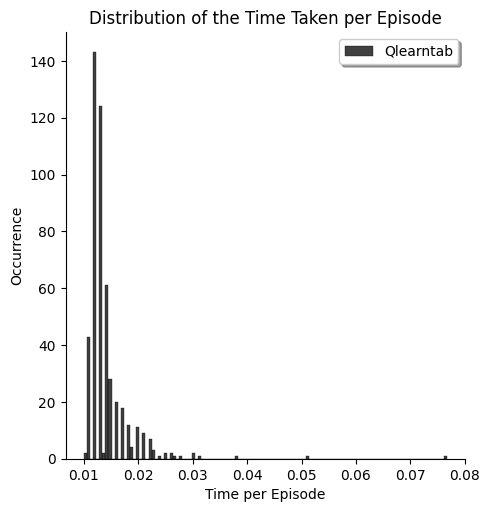 Distribution of the Time Taken per Episode
Qlearntab
140
120
100
80
60
40
20
0
Occurrence
0.01 0.02 0.03 0.04 0.05 0.06 0.07 0.08
Time per Episode